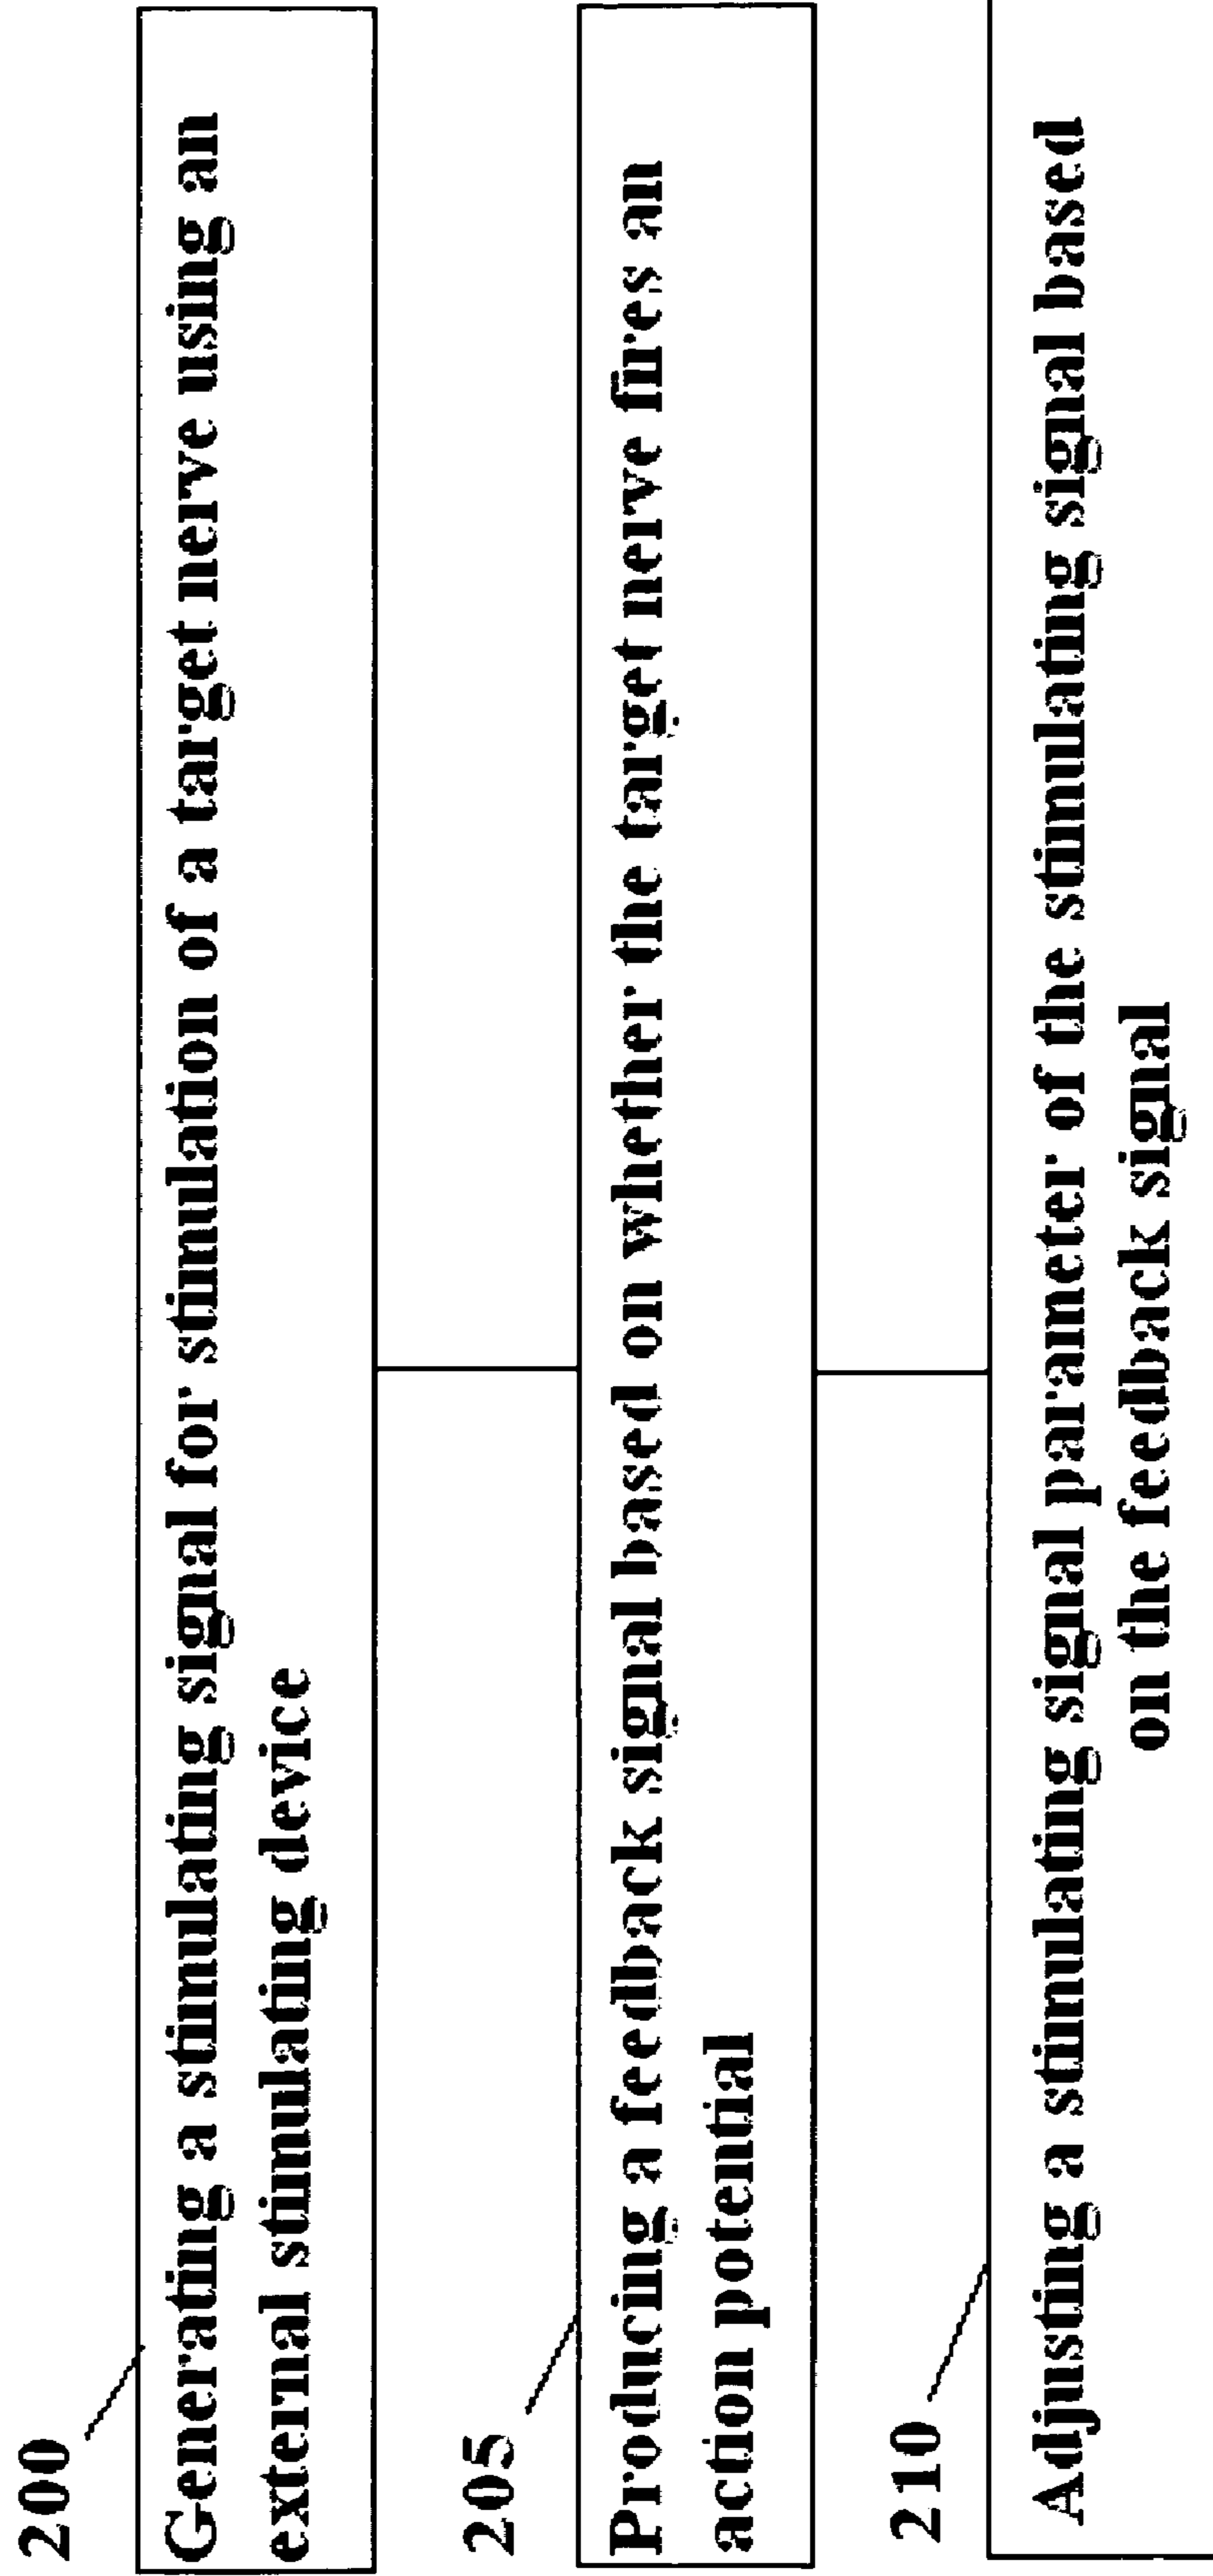 200
Generating a stimulating signal for stimulation of a target nerve using an
external stimulating device
205
Producing a feedback signal based on whether the target nerve fires an
action potential
210
Adjusting a stimulating signal parameter of the stimulating signal based
on the feedback signal